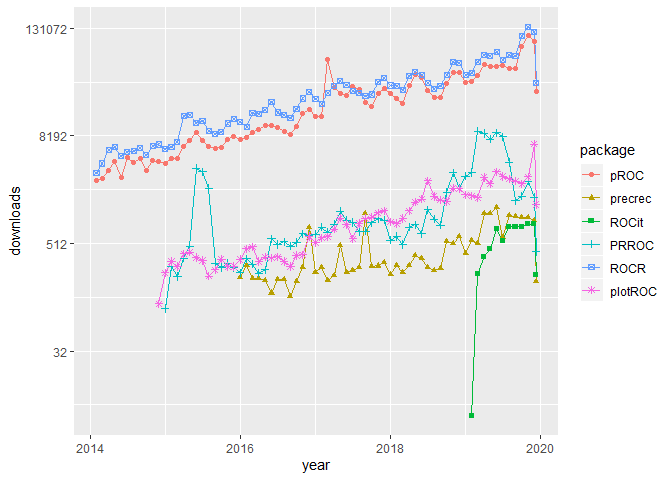 131072
8192
512
32
downloads
2014
2016
2018
2020
year
package
pROC
precrec
ROCit
PRROC
ROCR
plotROC